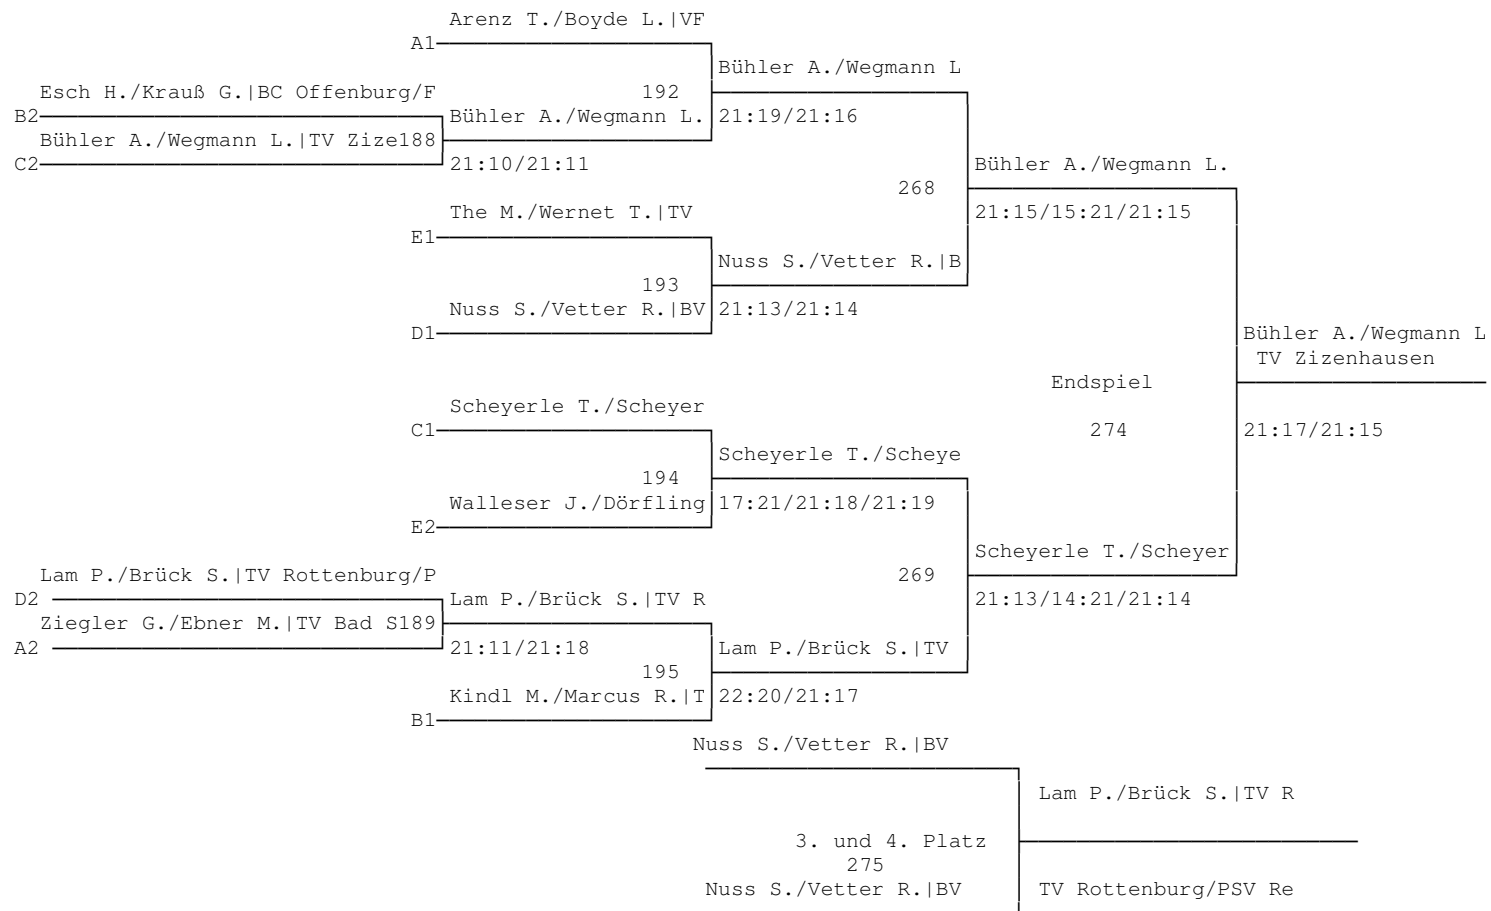 Arenz T./Boyde L.|VF
A1
Bühler A./Wegmann L
Esch H./Krauß G.|BC Offenburg/F
192
B2
Bühler A./Wegmann L.
21:19/21:16
Bühler A./Wegmann L.|TV Zize188
C2
21:10/21:11
Bühler A./Wegmann L.
268
The M./Wernet T.|TV
21:15/15:21/21:15
E1
Nuss S./Vetter R.|B
193
Nuss S./Vetter R.|BV
21:13/21:14
D1
Bühler A./Wegmann L
TV Zizenhausen
Endspiel
Scheyerle T./Scheyer
C1
274
21:17/21:15
Scheyerle T./Scheye
194
Walleser J./Dörfling
17:21/21:18/21:19
E2
Scheyerle T./Scheyer
Lam P./Brück S.|TV Rottenburg/P
269
D2
Lam P./Brück S.|TV R
21:13/14:21/21:14
Ziegler G./Ebner M.|TV Bad S189
A2
21:11/21:18
Lam P./Brück S.|TV
195
Kindl M./Marcus R.|T
22:20/21:17
B1
Nuss S./Vetter R.|BV
Lam P./Brück S.|TV R
3. und 4. Platz
275
Nuss S./Vetter R.|BV
TV Rottenburg/PSV Re